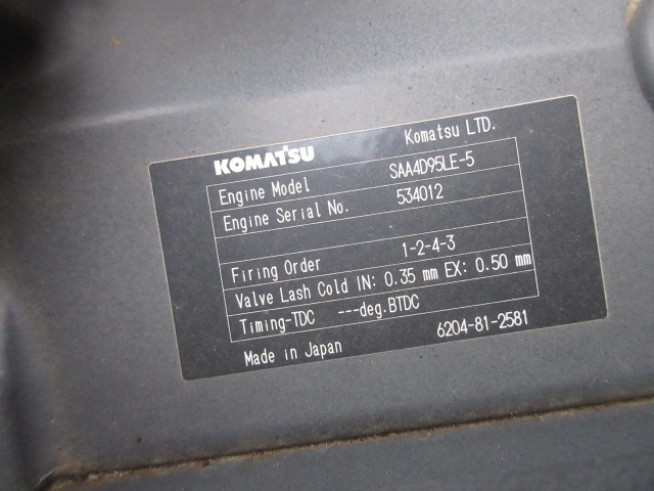 KOMATSU Komatsu LTD.
Engine Model SAA4D95LE-5
Engine Serial No. 534012
Firing Order 1-2-4-3
Valve Lash Cold IN: 0.35 mm EX: 0.50 mm
Timing-TDC ---deg.BTDC
Made in Japan 6204-81-2581